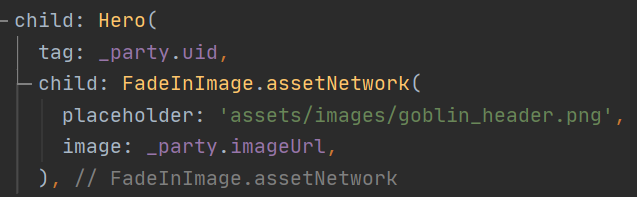 child: Hero(
tag: _party.uid,
child: FadeInImage.assetNetwork(
placeholder: 'assets/images/goblin_header.png',
image: _party.imageUrl,
), // FadeInImage.assetNetwork